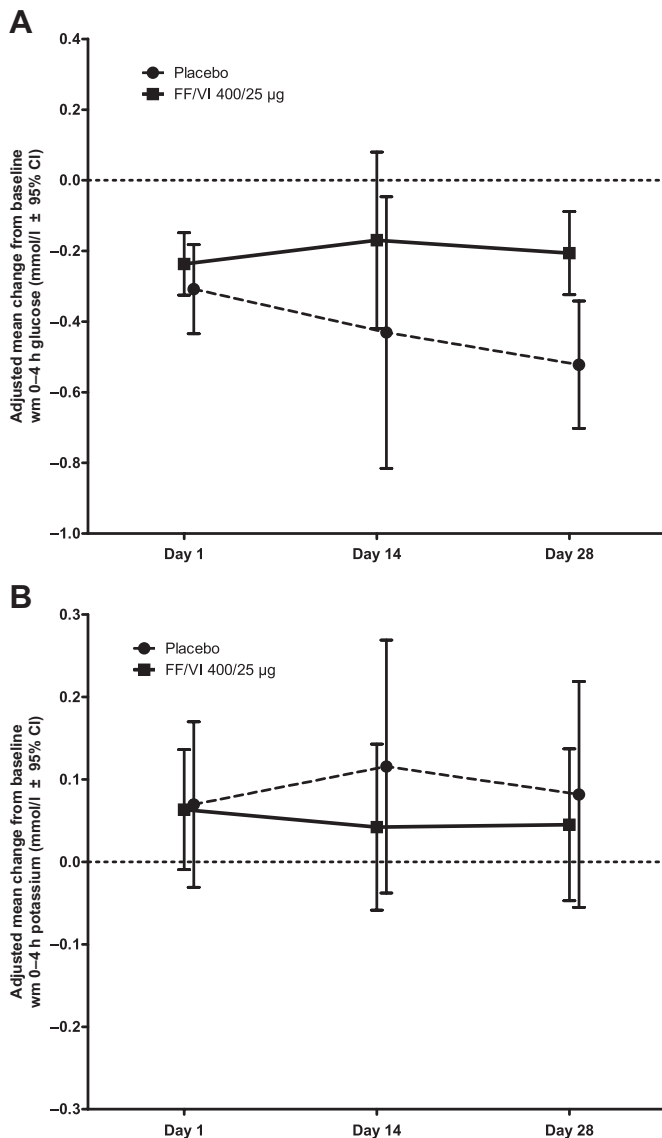 A
0.4
Placebo
FF/VI 400/25 µg
0.2
0.0
–0.2
–0.4
–0.6
–0.8
–1.0
Adjusted mean change from baseline
wm 0–4 h glucose (mmol/l ± 95% CI)
Day 1 Day 14 Day 28
B
0.3
Placebo
FF/VI 400/25 µg
0.2
0.1
0.0
–0.1
–0.2
–0.3
Adjusted mean change from baseline
wm 0–4 h potassium (mmol/l ± 95% CI)
Day 1 Day 14 Day 28